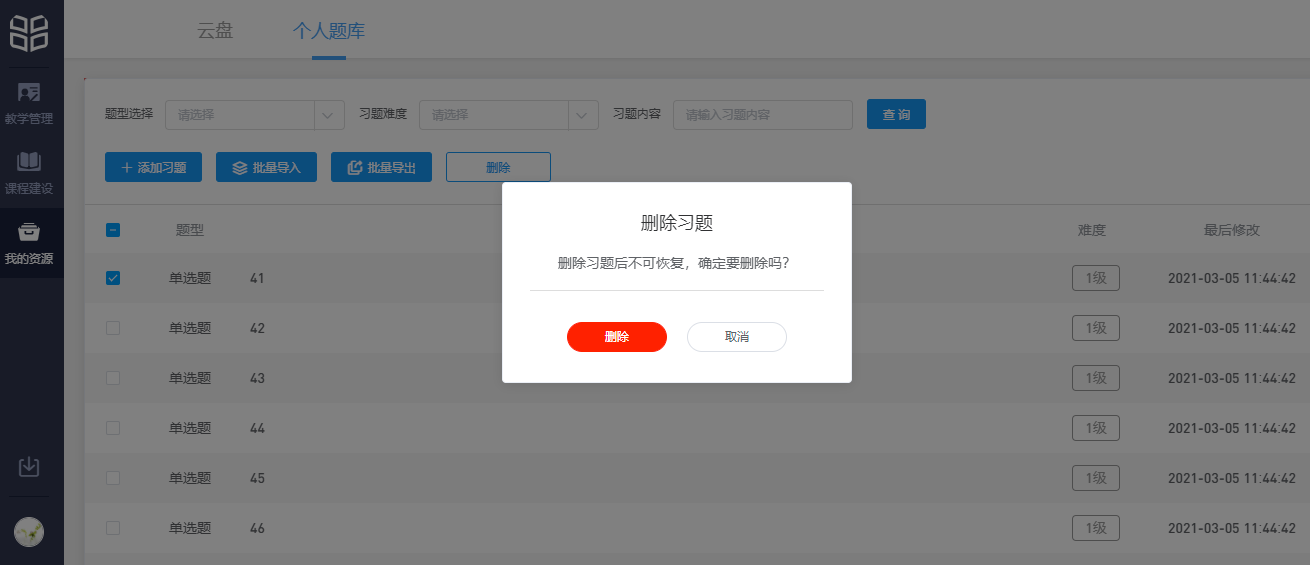 云盘 个人题库
教学管理
课程建设
我的资源
题型选择 请选择 习题难度 请选择 习题内容 请输入习题内容 查 询
添加习题 批量导入 批量导出 删除
题型 难度 最后修改
删除习题
删除习题后不可恢复，确定要删除吗？
删除 取消
单选题 41 1级 2021-03-05 11:44:42
单选题 42 1级 2021-03-05 11:44:42
单选题 43 1级 2021-03-05 11:44:42
单选题 44 1级 2021-03-05 11:44:42
单选题 45 1级 2021-03-05 11:44:42
单选题 46 1级 2021-03-05 11:44:42